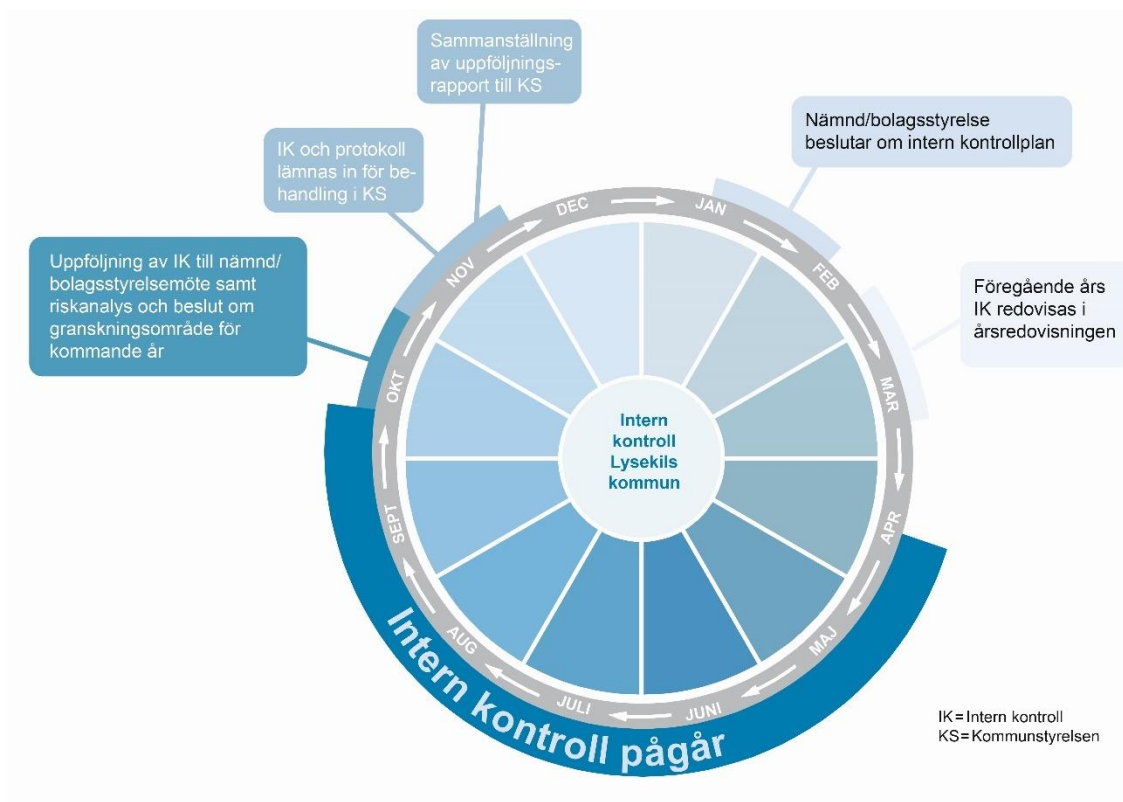 Sammanställning
av uppföljnings-
rapport till KS
IK och protokoll
lämnas in för be-
handling i KS
Uppföljning av IK till nämnd/
bolagsstyrelsemöte samt
riskanalys och beslut om
granskningsområde för
kommande år
Nämnd/bolagsstyrelse
beslutar om intern kontrollplan
Föregående års
IK redovisas i
årsredovisningen
JAN
FEB
MAR
APR
MAJ
JUNI
JULI
AUG
SEPT
OKT
NOV
DEC
Intern
kontroll
Lysekils
kommun
Intern kontroll pågår
IK=Intern kontroll
KS=Kommunstyrelsen